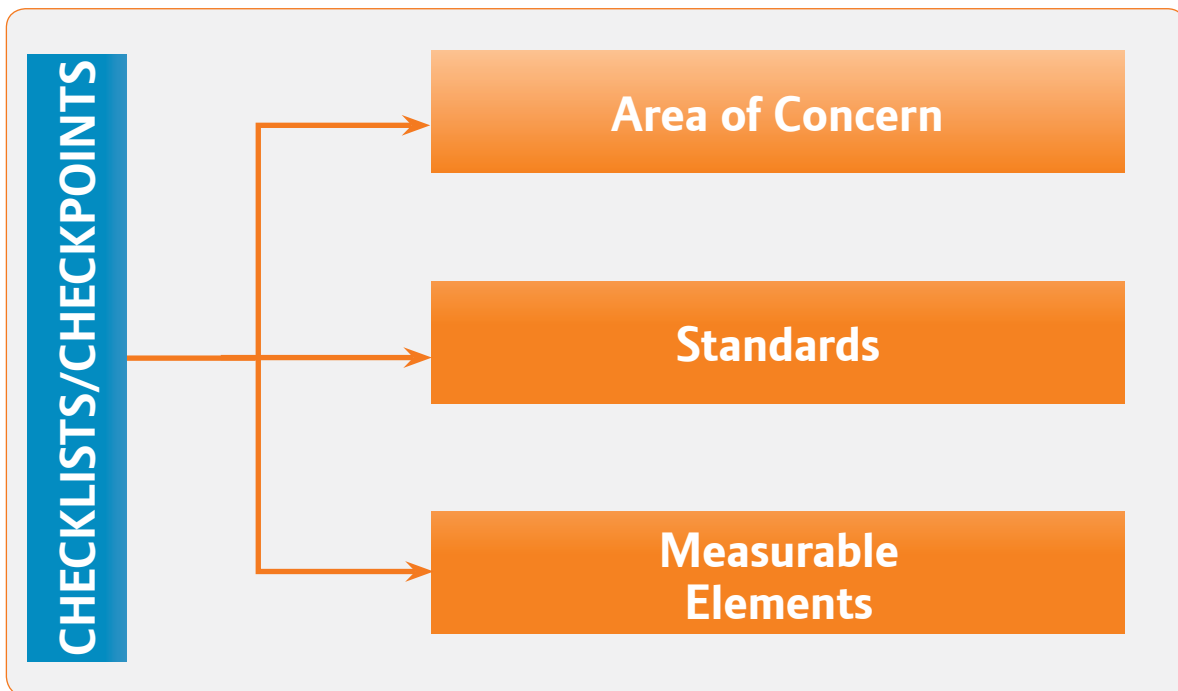 CHECKLISTS/CHECKPOINTS
Area of Concern
Standards
Measurable
Elements